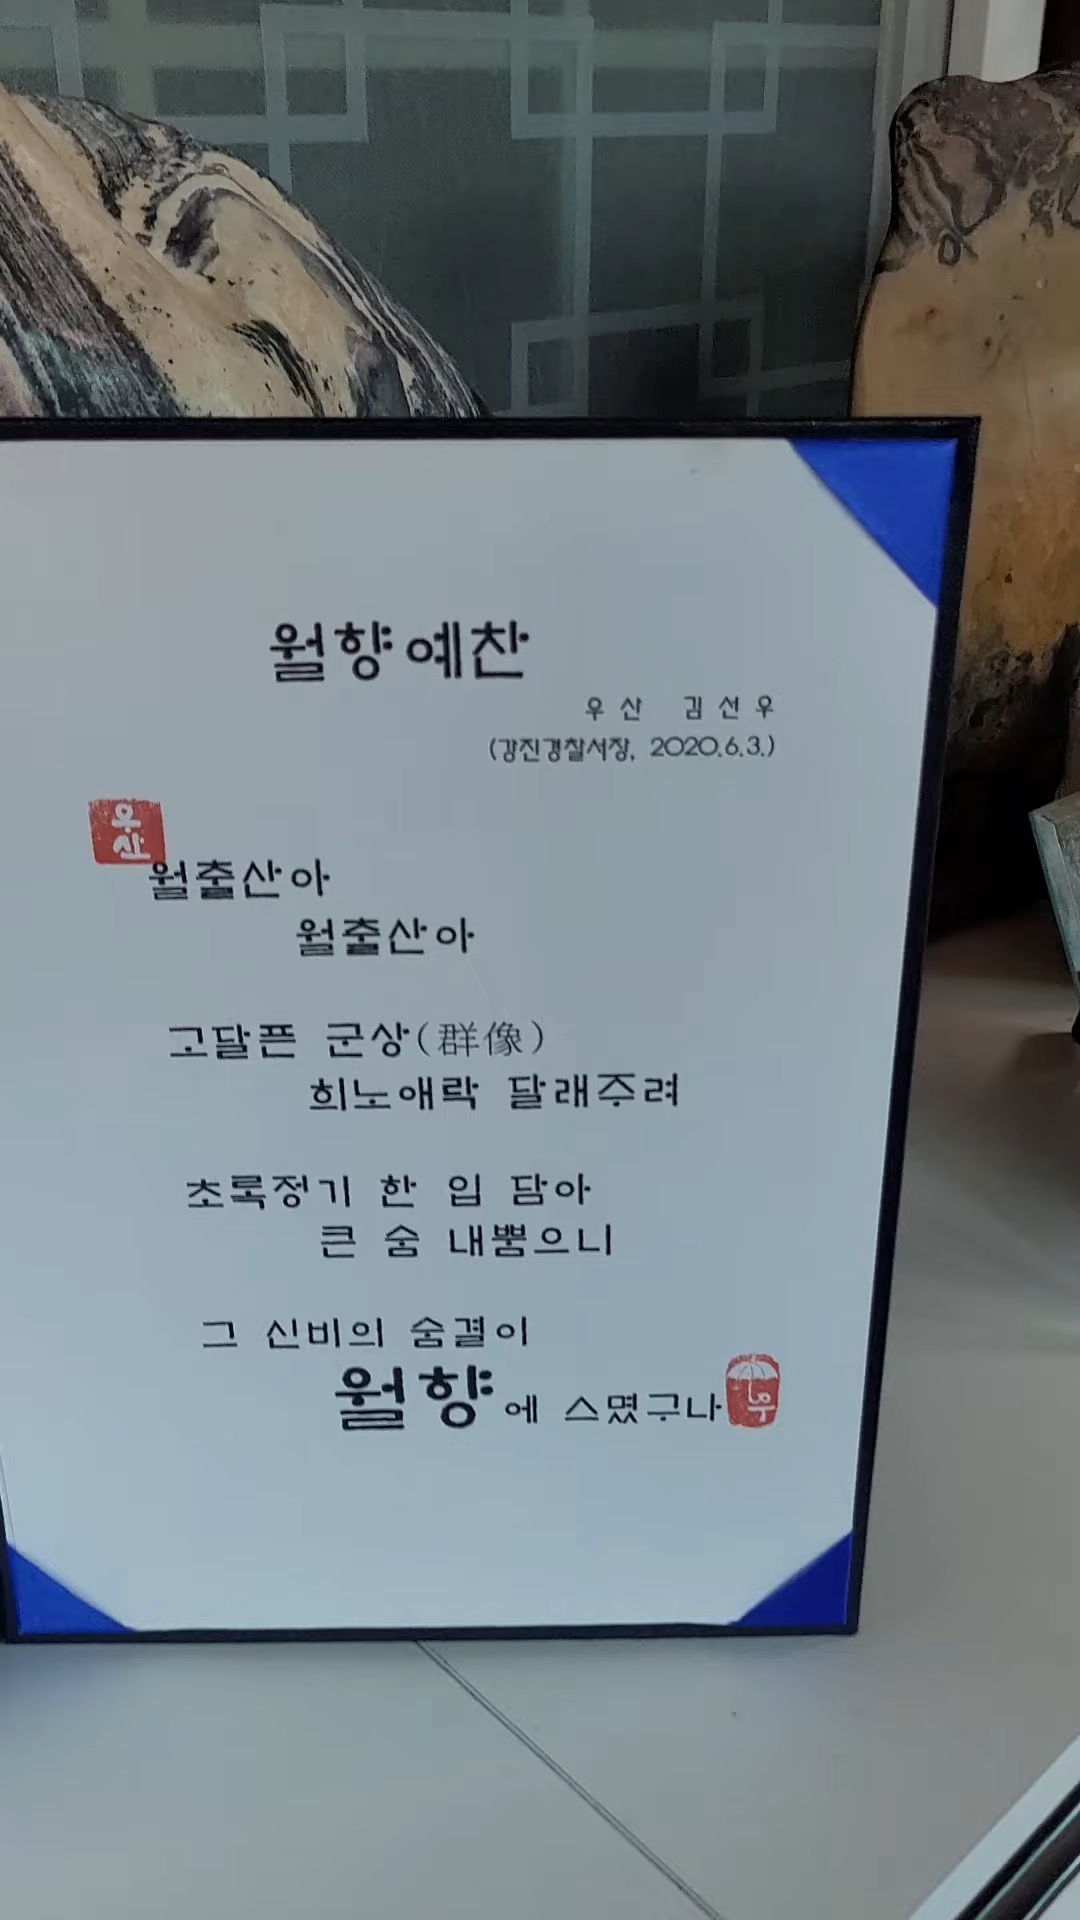 월향예찬
우산 김선우
(강진경찰서장, 2020.6.3.)
우
산
월출산아
월출산아
고달픈 군상(群像)
희노애락 달래주려
초록정기 한 입 담아
큰 숨 내뿜으니
그 신비의 숨결이
월향에 스몄구나